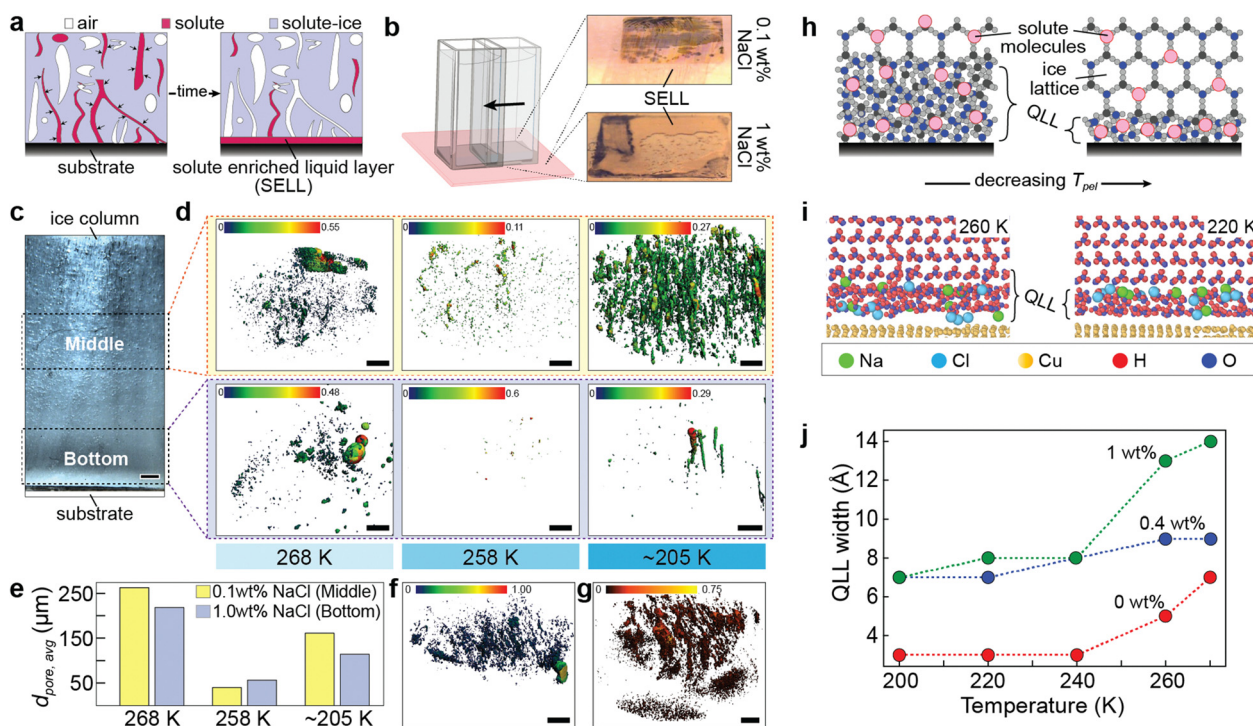 a
air
solute
solute-ice
time
substrate
solute enriched liquid layer
(SELL)
b
0.1 wt%
NaCl
SELL
1 wt%
NaCl
c
ice column
Middle
Bottom
substrate
d
0
0.55
0
0.11
0
0.27
0
0.48
0
0.6
0
0.29
268 K
258 K
~205 K
e
d pore, avg (µm)
250
150
50
0.1wt% NaCl (Middle)
1.0wt% NaCl (Bottom)
268 K
258 K
~205 K
f
0
1.00
g
0
0.75
h
solute
molecules
ice
lattice
QLL
decreasing Tpel
i
260 K
220 K
QLL
Na
Cl
Cu
H
O
j
QLL width (Å)
14
12
10
8
6
4
1 wt%
0.4 wt%
0 wt%
200
220
240
260
Temperature (K)